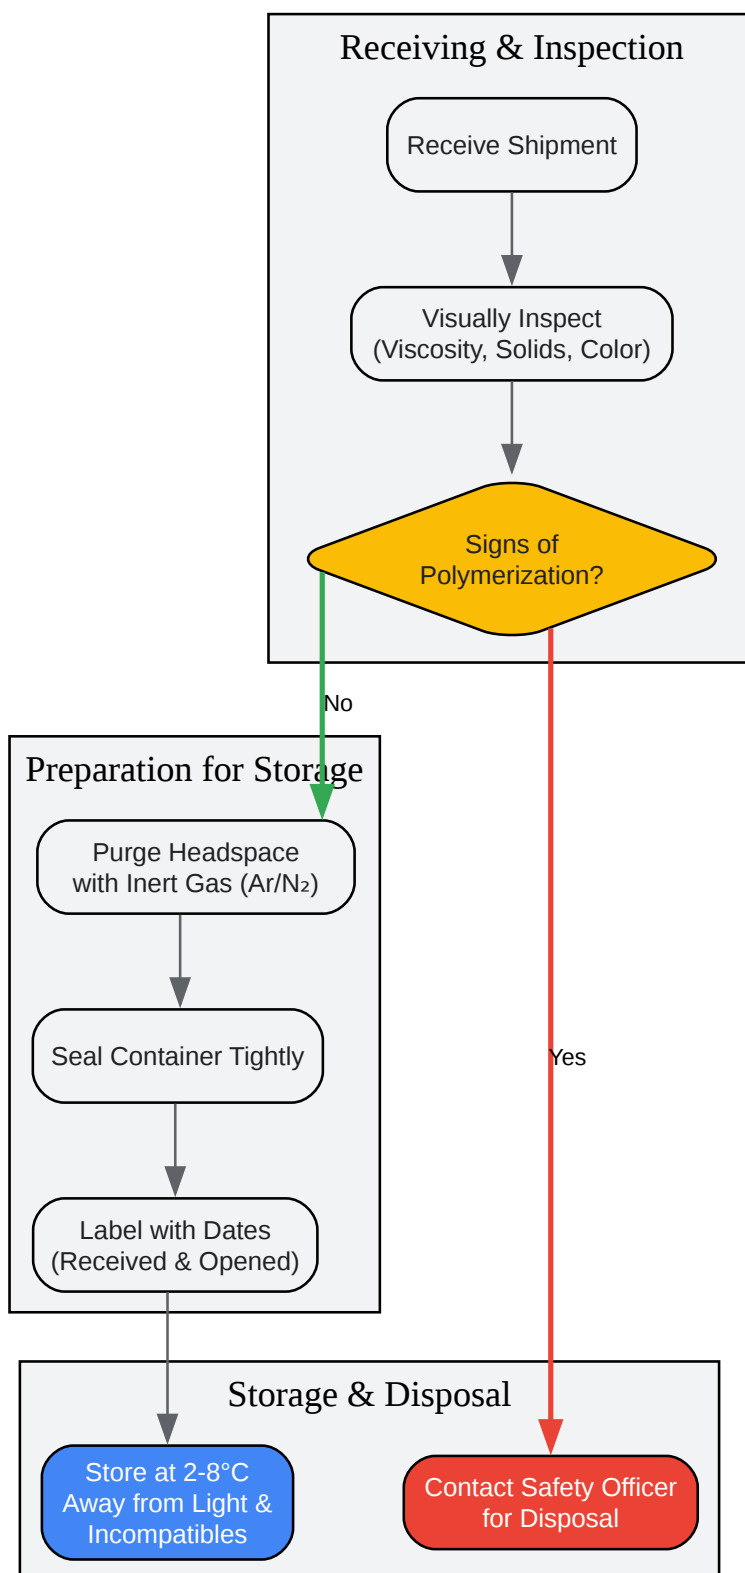 Receiving & Inspection
Receive Shipment
Visually Inspect
(Viscosity, Solids, Color)
Signs of
Polymerization?
No
Preparation for Storage
Purge Headspace
with Inert Gas (Ar/N₂)
Seal Container Tightly
Yes
Label with Dates
(Received & Opened)
Storage & Disposal
Store at 2-8°C
Away from Light &
Incompatibles
Contact Safety Officer
for Disposal